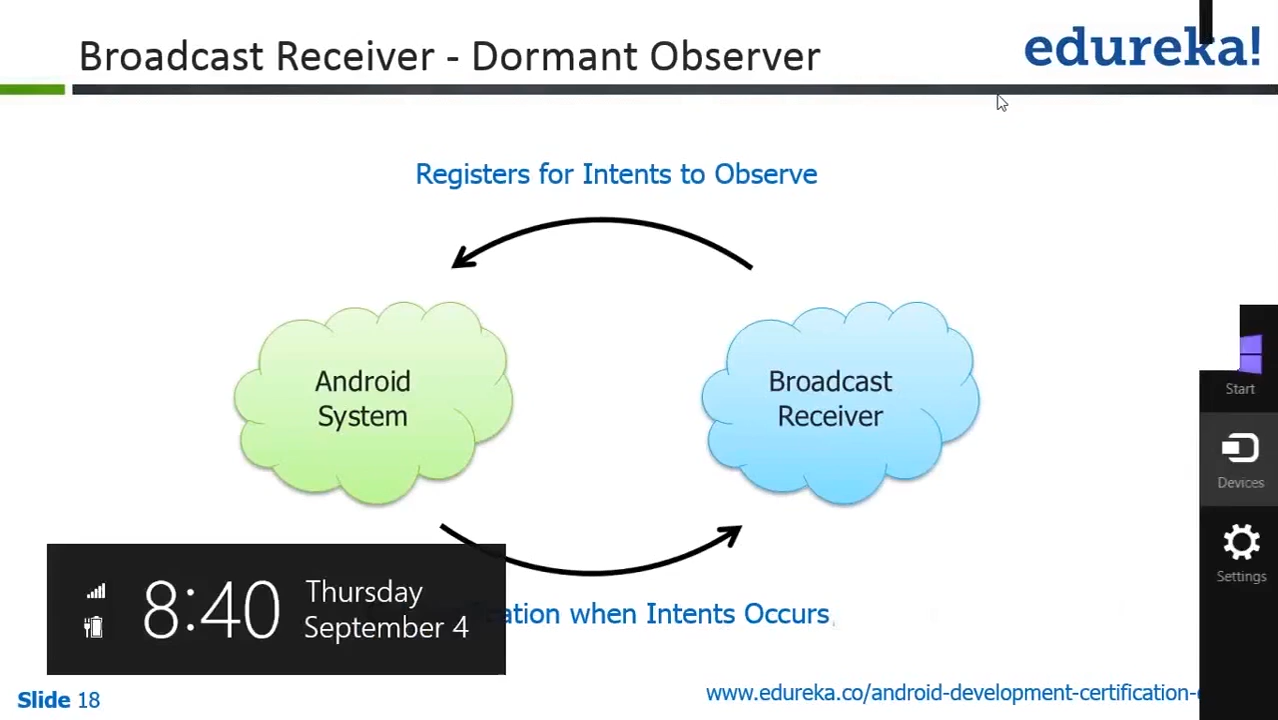 Broadcast Receiver - Dormant Observer
edureka!
Registers for Intents to Observe
Android
System
Broadcast
Receiver
Start
Devices
Settings
8:40
Thursday
September 4
when Intents Occurs
Slide 18
www.edureka.co/android-development-certification-